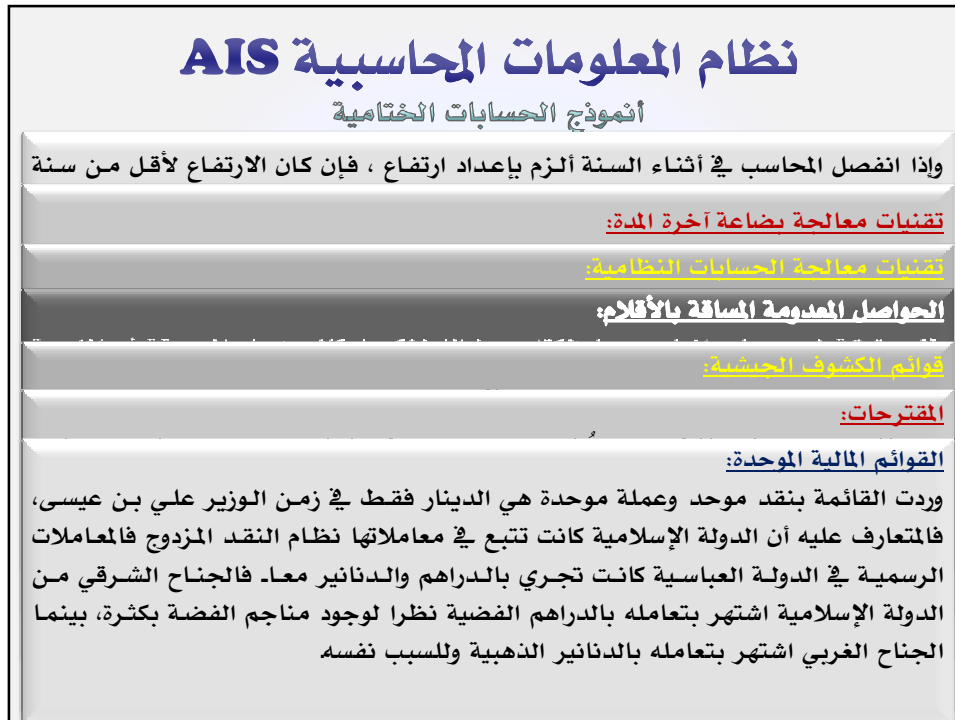 نظام المعلومات المحاسبية AIS
أنموذج الحسابات الختامية
وإذا انفصل المحاسب في أثناء السنة ألزم بإعداد ارتفاع ، فإن كان الارتفاع لأقل من سنة
تقنيات معالجة بضاعة آخرة المدة:
تقنيات معالجة الحسابات النظامية:
الحواصل المعدومة المساقة بالأقلام:
قوائم الكشوف الجيشية:
المقترحات:
القوائم المالية الموحدة:
وردت القائمة بنقد موحد وعملة موحدة هي الدينار فقط في زمن الوزير علي بن عيسى،
فالمتعارف عليه أن الدولة الإسلامية كانت تتبع في معاملاتها نظام النقد المزدوج فالمعاملات
الرسمية في الدولة العباسية كانت تجري بالدراهم والدنانير معا. فالجناح الشرقي من
الدولة الإسلامية اشتهر بتعامله بالدراهم الفضية نظرا لوجود مناجم الفضة بكثرة، بينما
الجناح الغربي اشتهر بتعامله بالدنانير الذهبية وللسبب نفسه.